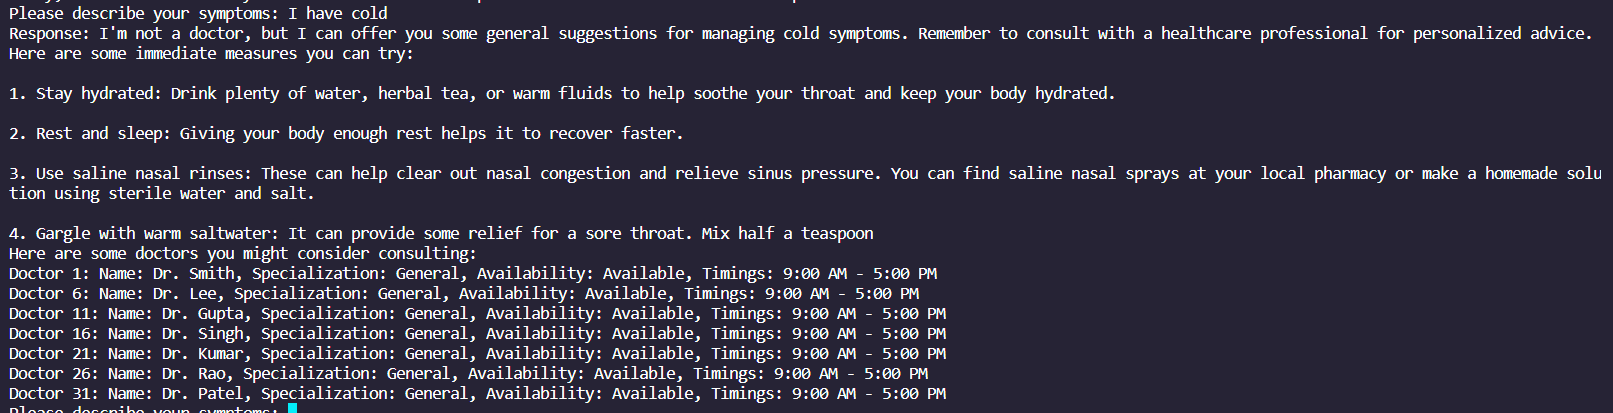 Please describe your symptoms: I have cold
Response: I'm not a doctor, but I can offer you some general suggestions for managing cold symptoms. Remember to consult with a healthcare professional for personalized advice.
Here are some immediate measures you can try:
1. Stay hydrated: Drink plenty of water, herbal tea, or warm fluids to help soothe your throat and keep your body hydrated.
2. Rest and sleep: Giving your body enough rest helps it to recover faster.
3. Use saline nasal rinses: These can help clear out nasal congestion and relieve sinus pressure. You can find saline nasal sprays at your local pharmacy or make a homemade solu
tion using sterile water and salt.
4. Gargle with warm saltwater: It can provide some relief for a sore throat. Mix half a teaspoon
Here are some doctors you might consider consulting:
Doctor 1: Name: Dr. Smith, Specialization: General, Availability: Available, Timings: 9:00 AM - 5:00 PM
Doctor 6: Name: Dr. Lee, Specialization: General, Availability: Available, Timings: 9:00 AM - 5:00 PM
Doctor 11: Name: Dr. Gupta, Specialization: General, Availability: Available, Timings: 9:00 AM - 5:00 PM
Doctor 16: Name: Dr. Singh, Specialization: General, Availability: Available, Timings: 9:00 AM - 5:00 PM
Doctor 21: Name: Dr. Kumar, Specialization: General, Availability: Available, Timings: 9:00 AM - 5:00 PM
Doctor 26: Name: Dr. Rao, Specialization: General, Availability: Available, Timings: 9:00 AM - 5:00 PM
Doctor 31: Name: Dr. Patel, Specialization: General, Availability: Available, Timings: 9:00 AM - 5:00 PM
Please describe your symptoms: